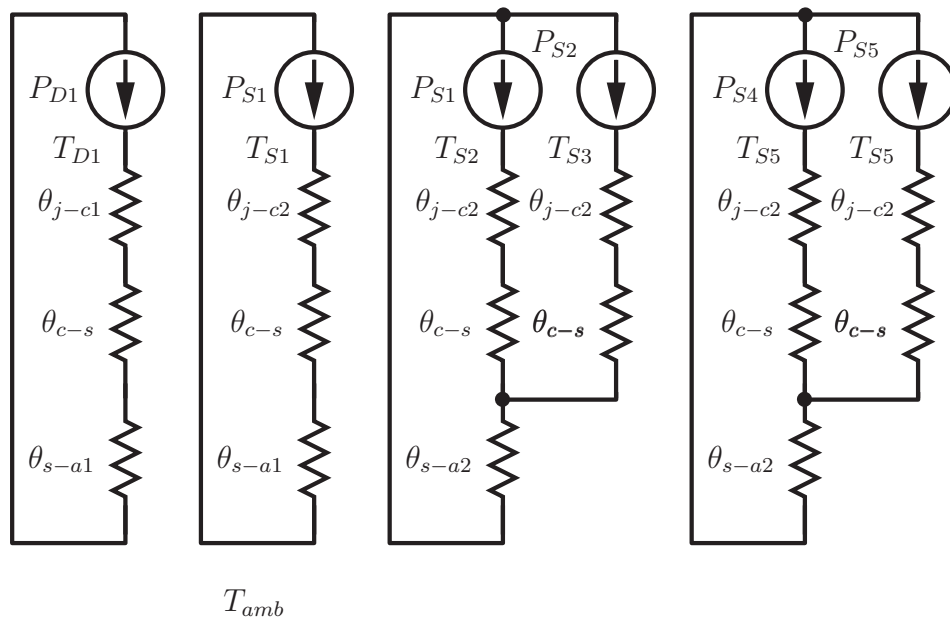 P_{S2} P_{S5}
P_{D1} P_{S1} P_{S1} P_{S4}
T_{D1} T_{S1} T_{S2} T_{S3} T_{S5} T_{S5}
θ_{j−c1} θ_{j−c2} θ_{j−c2} θ_{j−c2} θ_{j−c2} θ_{j−c2}
θ_{c−s} θ_{c−s} θ_{c−s} θ_{c−s} θ_{c−s} θ_{c−s}
θ_{s−a1} θ_{s−a1} θ_{s−a2} θ_{s−a2}
T_{amb}